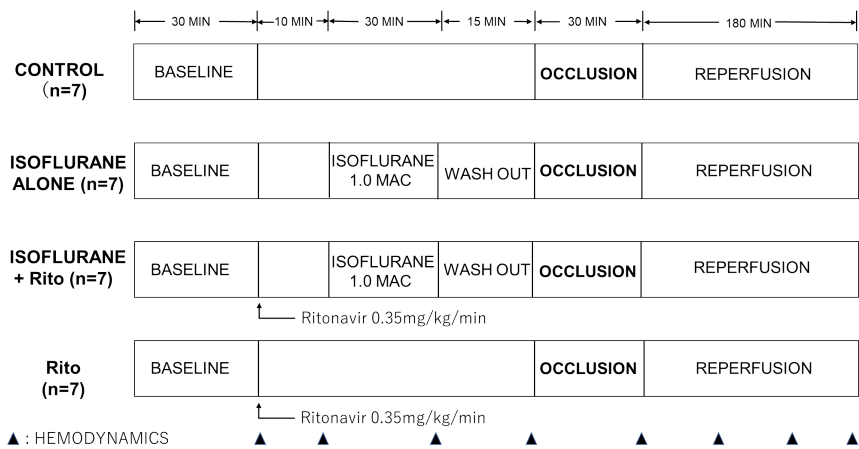 30 MIN 10 MIN 30 MIN 15 MIN 30 MIN 180 MIN
CONTROL
（n=7)
BASELINE OCCLUSION REPERFUSION
ISOFLURANE
ALONE (n=7)
BASELINE ISOFLURANE
1.0 MAC
WASH OUT OCCLUSION REPERFUSION
ISOFLURANE
+ Rito (n=7)
BASELINE ISOFLURANE
1.0 MAC
WASH OUT OCCLUSION REPERFUSION
Ritonavir 0.35mg/kg/min
Rito
(n=7)
BASELINE OCCLUSION REPERFUSION
Ritonavir 0.35mg/kg/min
▲ : HEMODYNAMICS